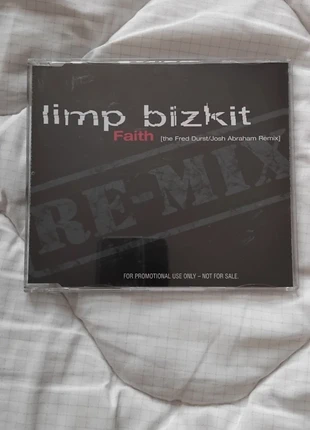 limp bizkit
Faith [the Fred Durst/Josh Abraham Remix]
RE-MIX
FOR PROMOTIONAL USE ONLY – NOT FOR SALE.